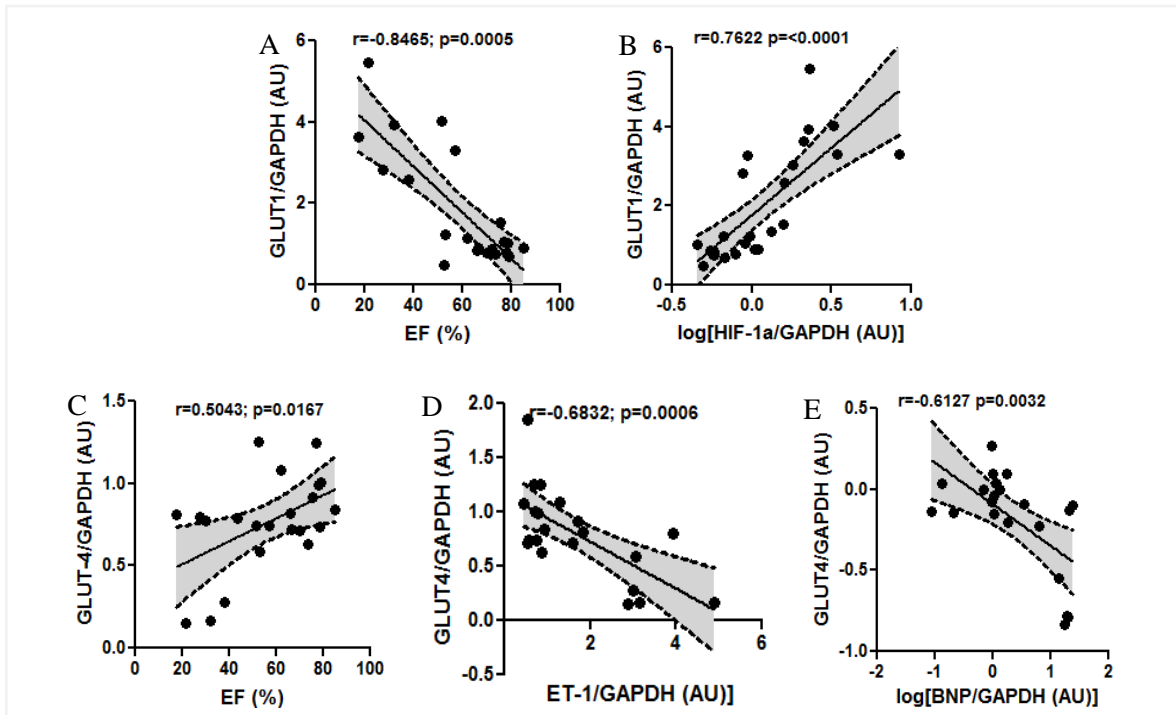 A
r=-0.8465; p=0.0005
GLUT1/GAPDH (AU)
6
4
2
0
0 20 40 60 80 100
EF (%)
B
r=0.7622 p=<0.0001
GLUT1/GAPDH (AU)
6
4
2
0
-0.5 0.0 0.5 1.0
log[HIF-1a/GAPDH (AU)]
C
r=0.5043; p=0.0167
GLUT-4/GAPDH (AU)
1.5
1.0
0.5
0.0
0 20 40 60 80 100
EF (%)
D
r=-0.6832; p=0.0006
GLUT4/GAPDH (AU)
2.0
1.5
1.0
0.5
0.0
-0.5
2 4 6
ET-1/GAPDH (AU)]
E
r=-0.6127 p=0.0032
GLUT4/GAPDH (AU)
0.5
0.0
-0.5
-1.0
-2 -1 0 1 2
log[BNP/GAPDH (AU)]